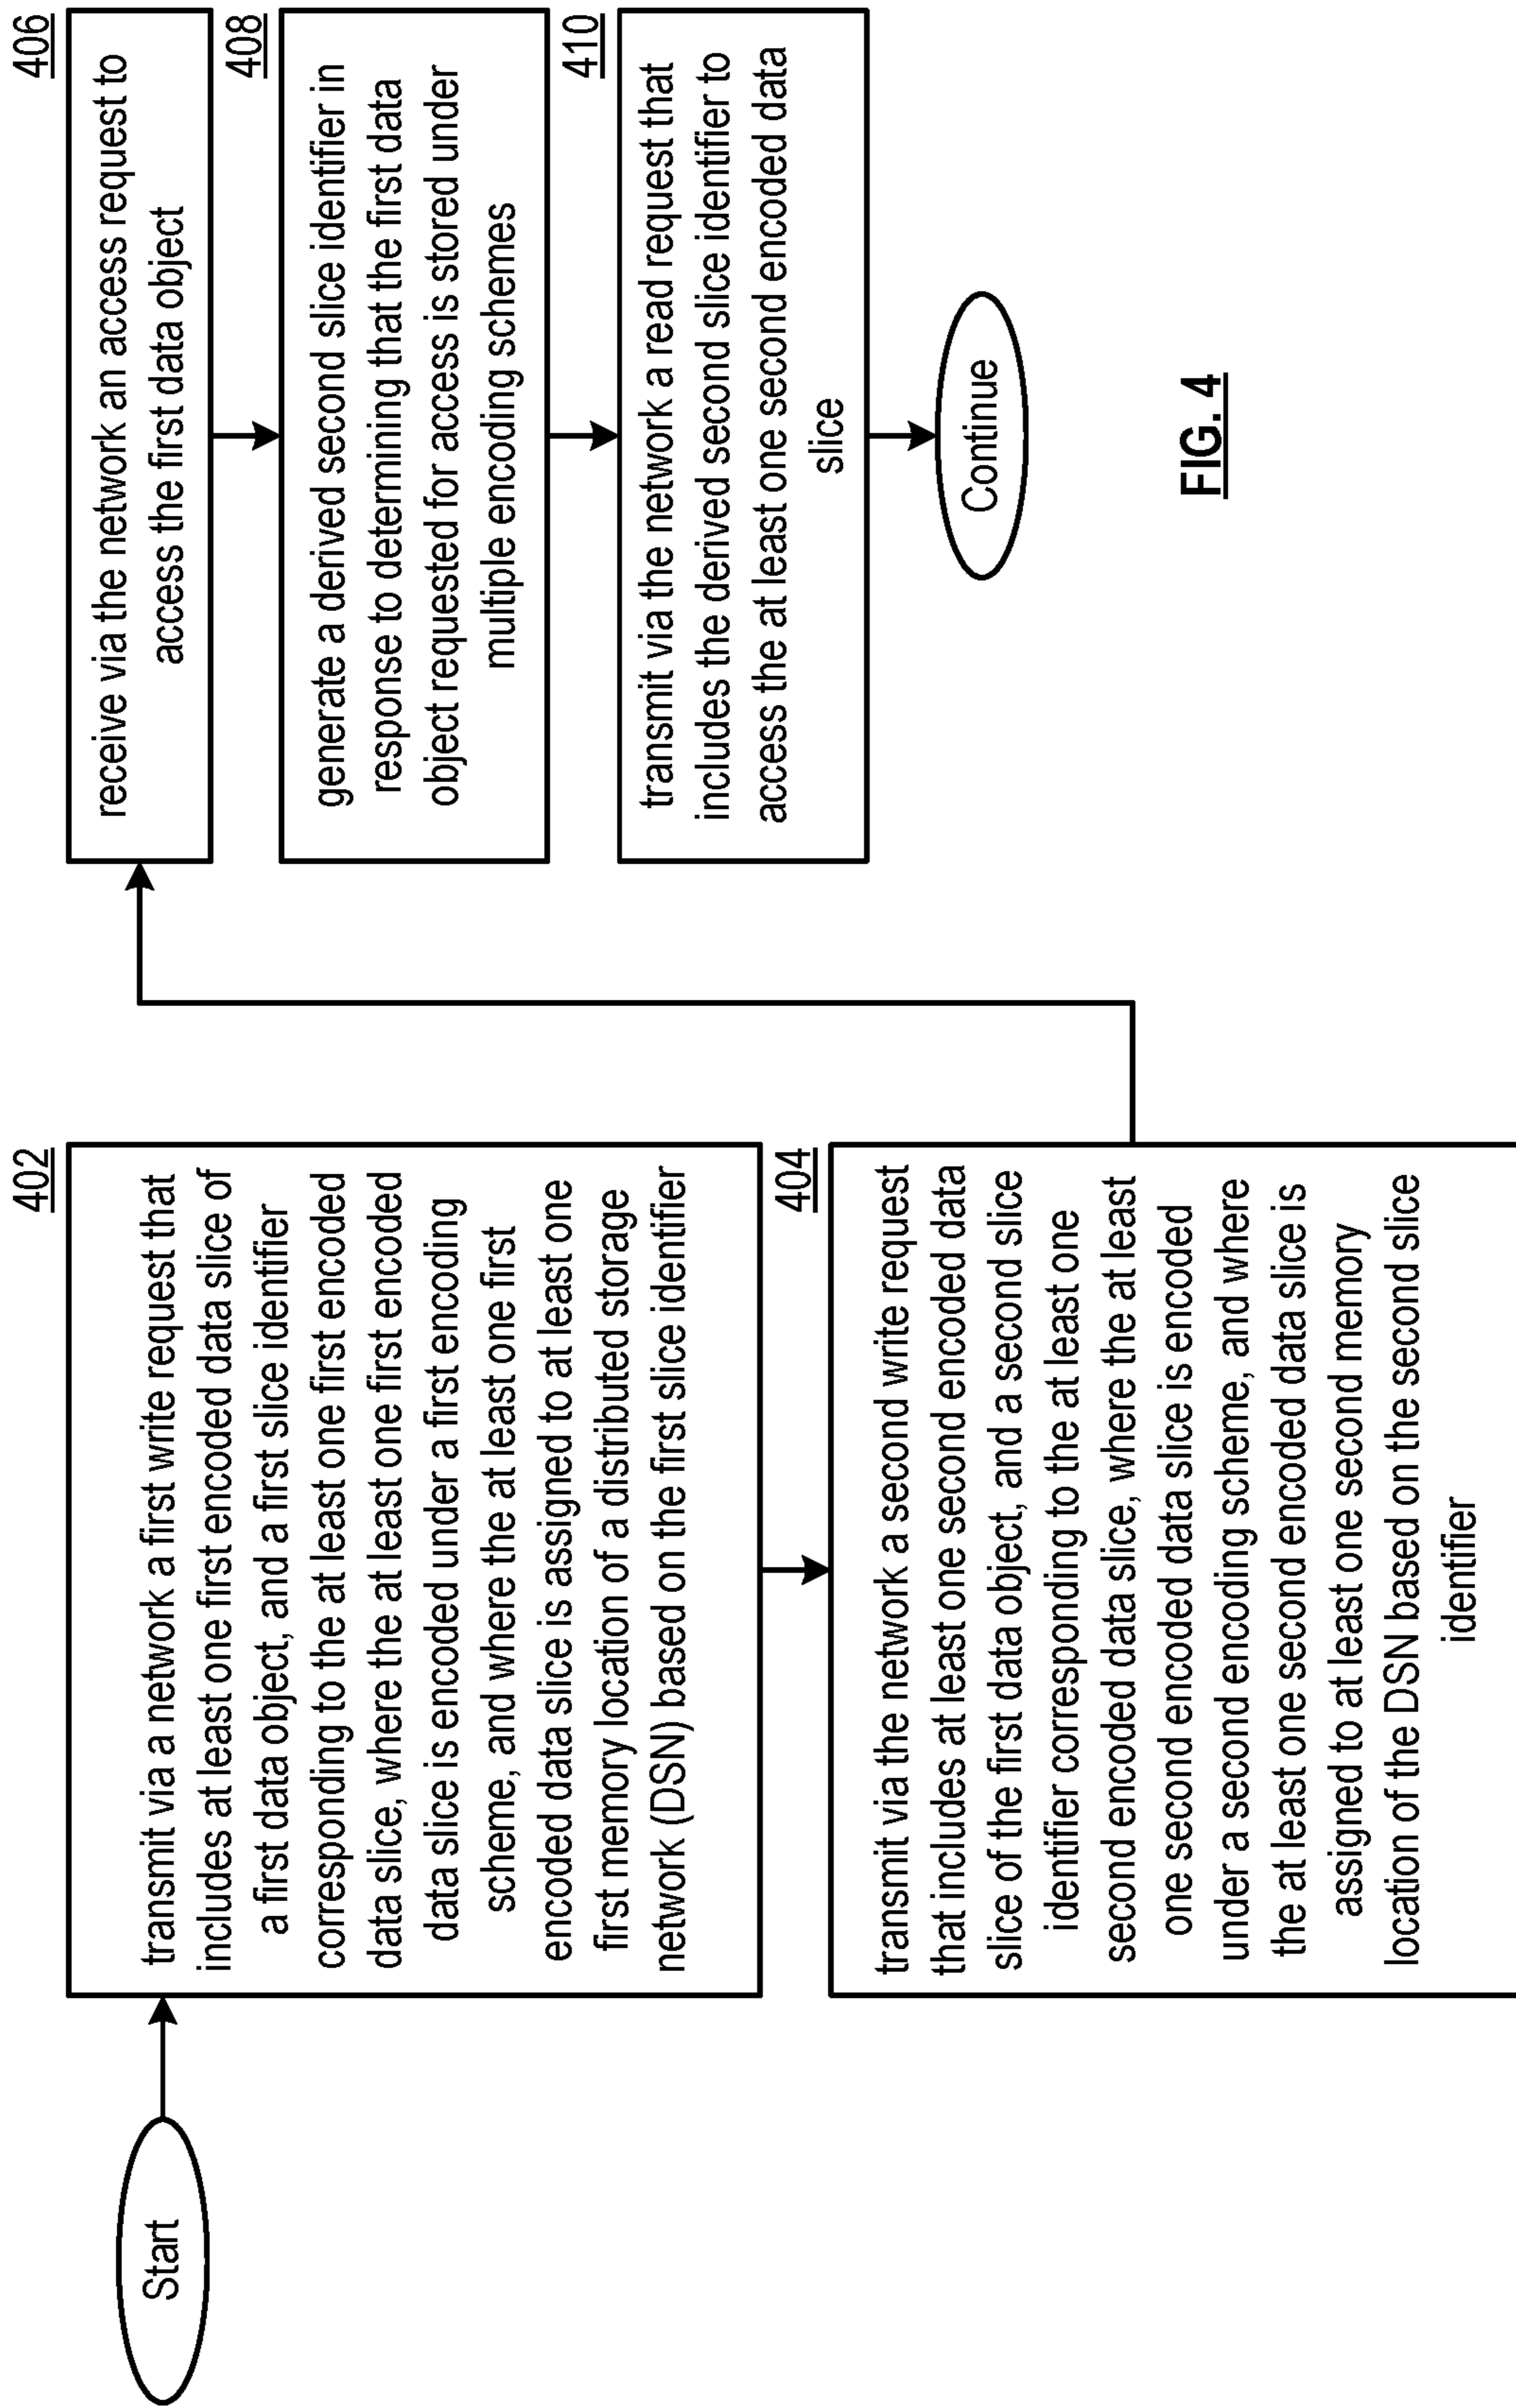 Start
402
transmit via a network a first write request that
includes at least one first encoded data slice of
a first data object, and a first slice identifier
corresponding to the at least one first encoded
data slice, where the at least one first encoded
data slice is encoded under a first encoding
scheme, and where the at least one first
encoded data slice is assigned to at least one
first memory location of a distributed storage
network (DSN) based on the first slice identifier
404
transmit via the network a second write request
that includes at least one second encoded data
slice of the first data object, and a second slice
identifier corresponding to the at least one
second encoded data slice, where the at least
one second encoded data slice is encoded
under a second encoding scheme, and where
the at least one second encoded data slice is
assigned to at least one second memory
location of the DSN based on the second slice
identifier
406
receive via the network an access request to
access the first data object
408
generate a derived second slice identifier in
response to determining that the first data
object requested for access is stored under
multiple encoding schemes
410
transmit via the network a read request that
includes the derived second slice identifier to
access the at least one second encoded data
slice
Continue
FIG. 4